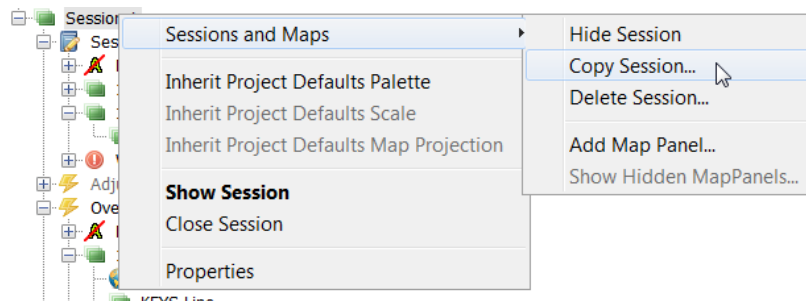 Session
Sessions and Maps
Hide Session
Ses
Copy Session...
Inherit Project Defaults Palette
Delete Session...
Inherit Project Defaults Scale
Inherit Project Defaults Map Projection
Add Map Panel...
Show Hidden MapPanels...
Adj
Show Session
Ove
Close Session
Properties
KEYS Line